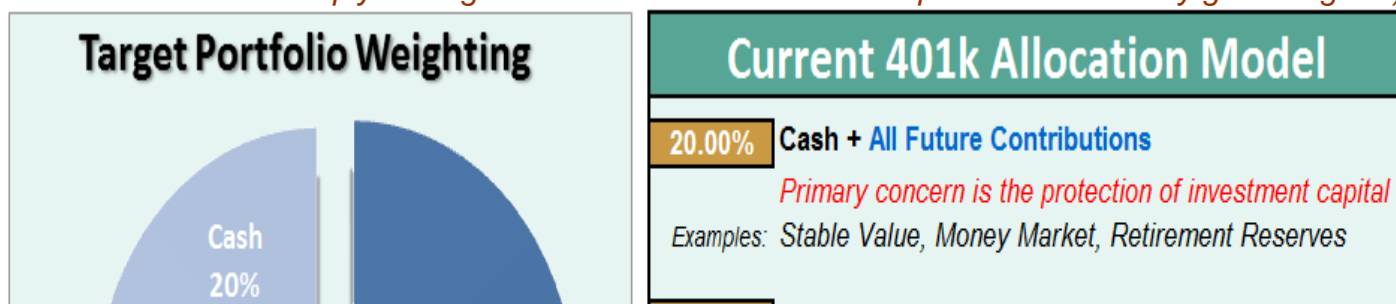 Target Portfolio Weighting
Cash
20%
Current 401k Allocation Model
20.00% Cash + All Future Contributions
Primary concern is the protection of investment capital
Examples: Stable Value, Money Market, Retirement Reserves